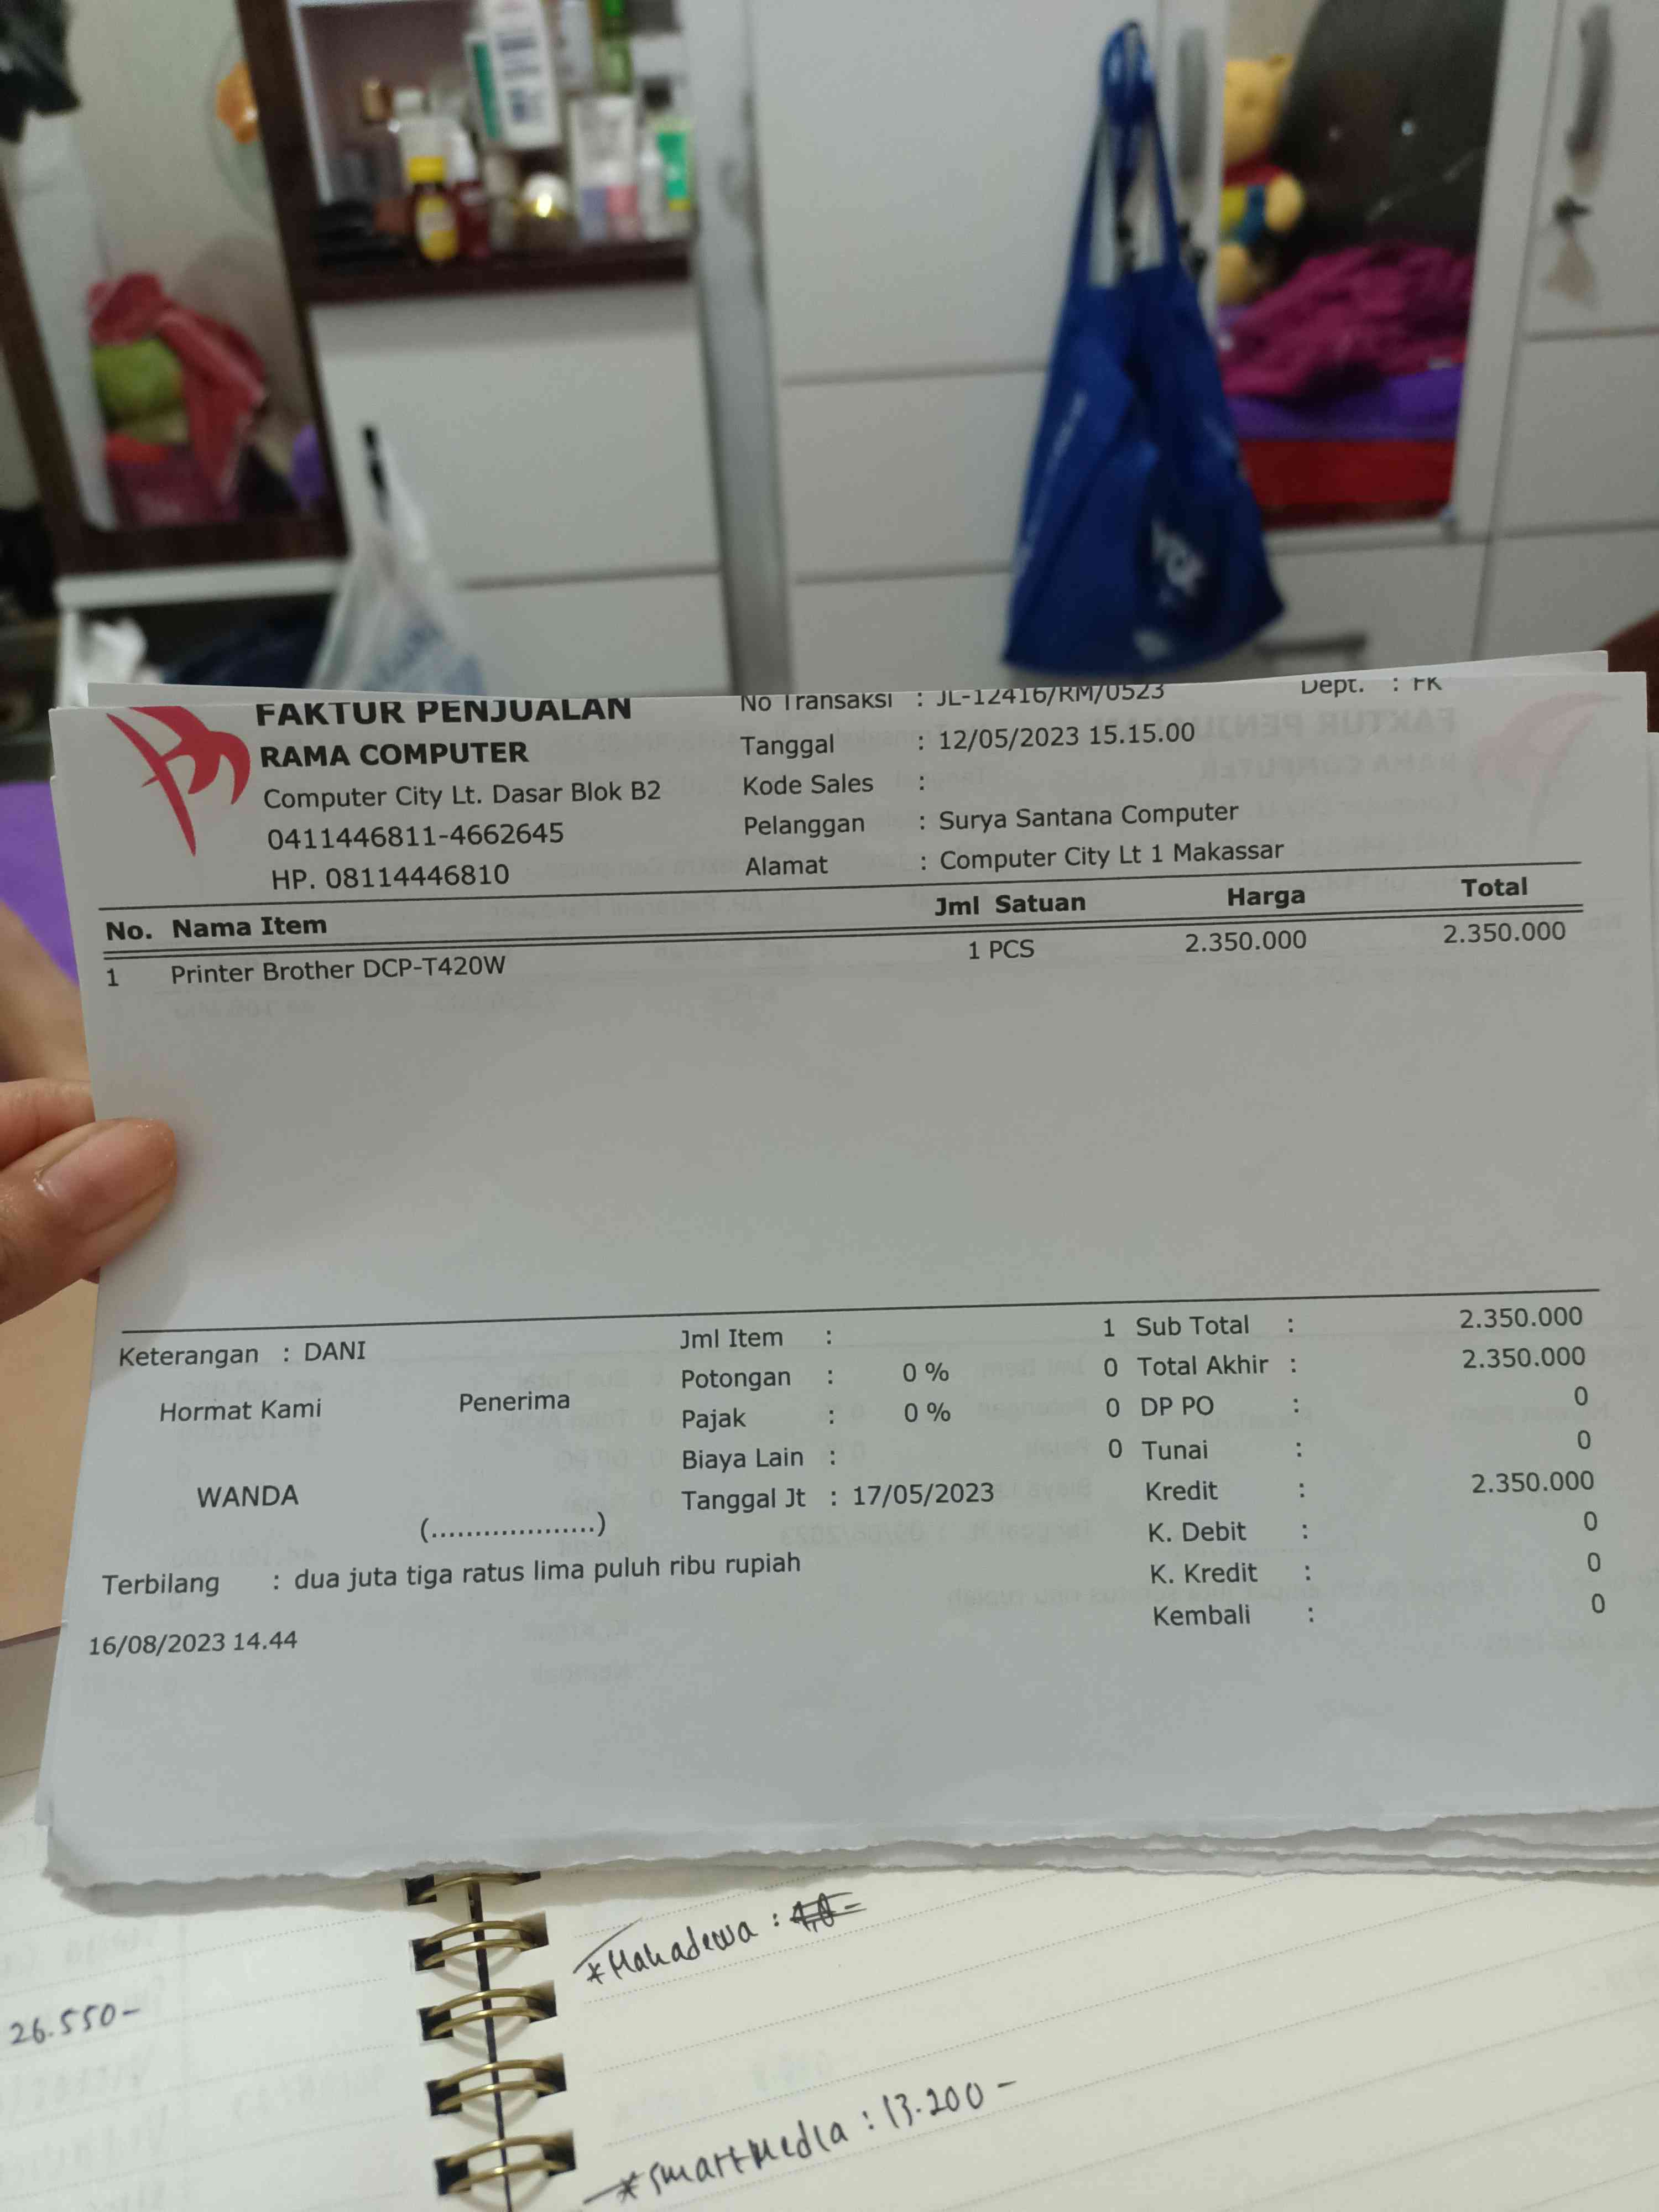 FAKTUR PENJUALAN
RAMA COMPUTER
Computer City Lt. Dasar Blok B2
0411446811-4662645
HP. 08114446810
No Transaksi : JL-12416/RM/0523
Dept. : FK
Tanggal : 12/05/2023 15.15.00
Kode Sales :
Pelanggan : Surya Santana Computer
Alamat : Computer City Lt 1 Makassar
No. Nama Item Jml Satuan Harga Total
1 Printer Brother DCP-T420W 1 PCS 2.350.000 2.350.000
Keterangan : DANI
Hormat Kami Penerima
WANDA
(...................)
Jml Item : 1
Potongan : 0 % 0
Pajak : 0 % 0
Biaya Lain : 0
Tanggal Jt : 17/05/2023
Sub Total : 2.350.000
Total Akhir : 2.350.000
DP PO : 0
Tunai : 0
Kredit : 2.350.000
K. Debit : 0
K. Kredit : 0
Kembali : 0
Terbilang : dua juta tiga ratus lima puluh ribu rupiah
16/08/2023 14.44
*Mahadewa :
26.550-
*SmartMedia : 13.200 -